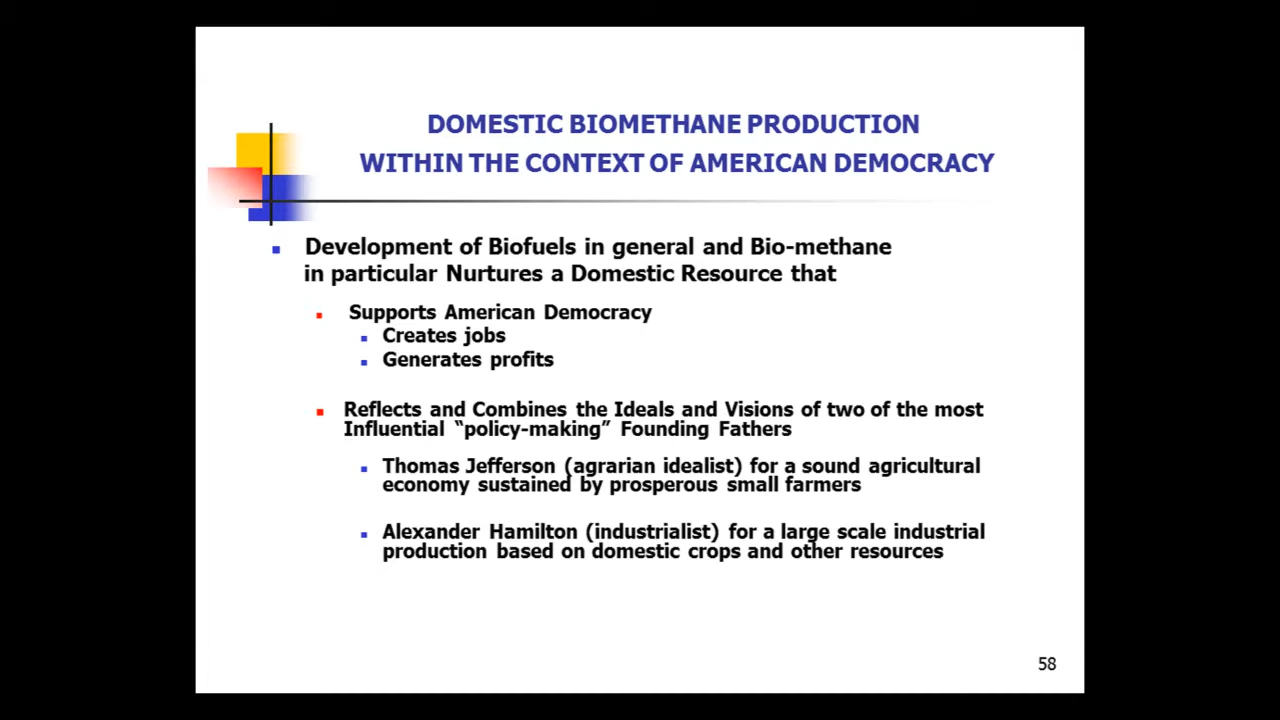 DOMESTIC BIOMETHANE PRODUCTION
WITHIN THE CONTEXT OF AMERICAN DEMOCRACY
Development of Biofuels in general and Bio-methane
in particular Nurtures a Domestic Resource that
Supports American Democracy
Creates jobs
Generates profits
Reflects and Combines the Ideals and Visions of two of the most
Influential “policy-making” Founding Fathers
Thomas Jefferson (agrarian idealist) for a sound agricultural
economy sustained by prosperous small farmers
Alexander Hamilton (industrialist) for a large scale industrial
production based on domestic crops and other resources
58